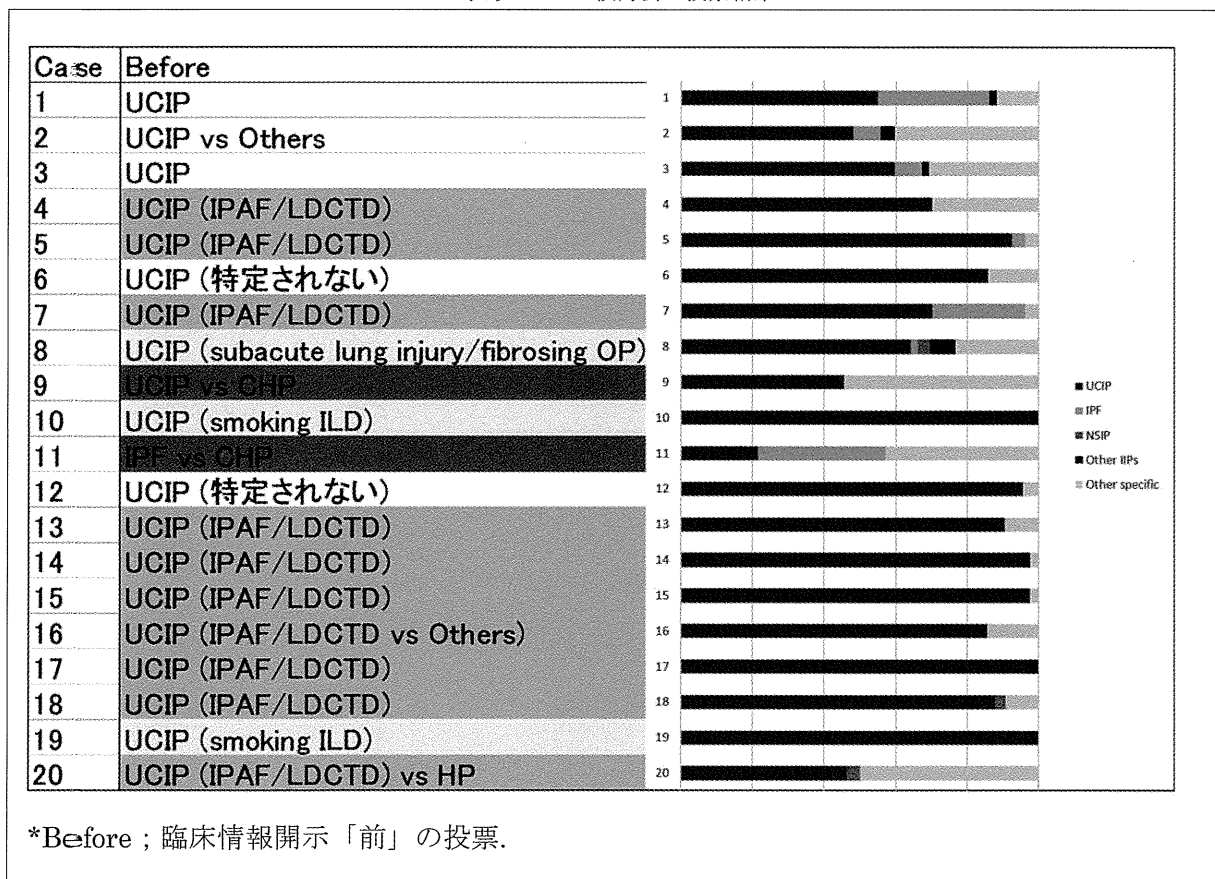 Case Before
1 UCIP
2 UCIP vs Others
3 UCIP
4 UCIP (IPAF/LDCTD)
5 UCIP (IPAF/LDCTD)
6 UCIP (特定されない)
7 UCIP (IPAF/LDCTD)
8 UCIP (subacute lung injury/fibrosing OP)
9 UCIP vs CHP
10 UCIP (smoking ILD)
11 IPF vs CHP
12 UCIP (特定されない)
13 UCIP (IPAF/LDCTD)
14 UCIP (IPAF/LDCTD)
15 UCIP (IPAF/LDCTD)
16 UCIP (IPAF/LDCTD vs Others)
17 UCIP (IPAF/LDCTD)
18 UCIP (IPAF/LDCTD)
19 UCIP (smoking ILD)
20 UCIP (IPAF/LDCTD) vs HP
1
2
3
4
5
6
7
8
9
10
11
12
13
14
15
16
17
18
19
20
UCIP
IPF
NSIP
Other IIPs
Other specific
*Before ; 臨床情報開示「前」の投票.